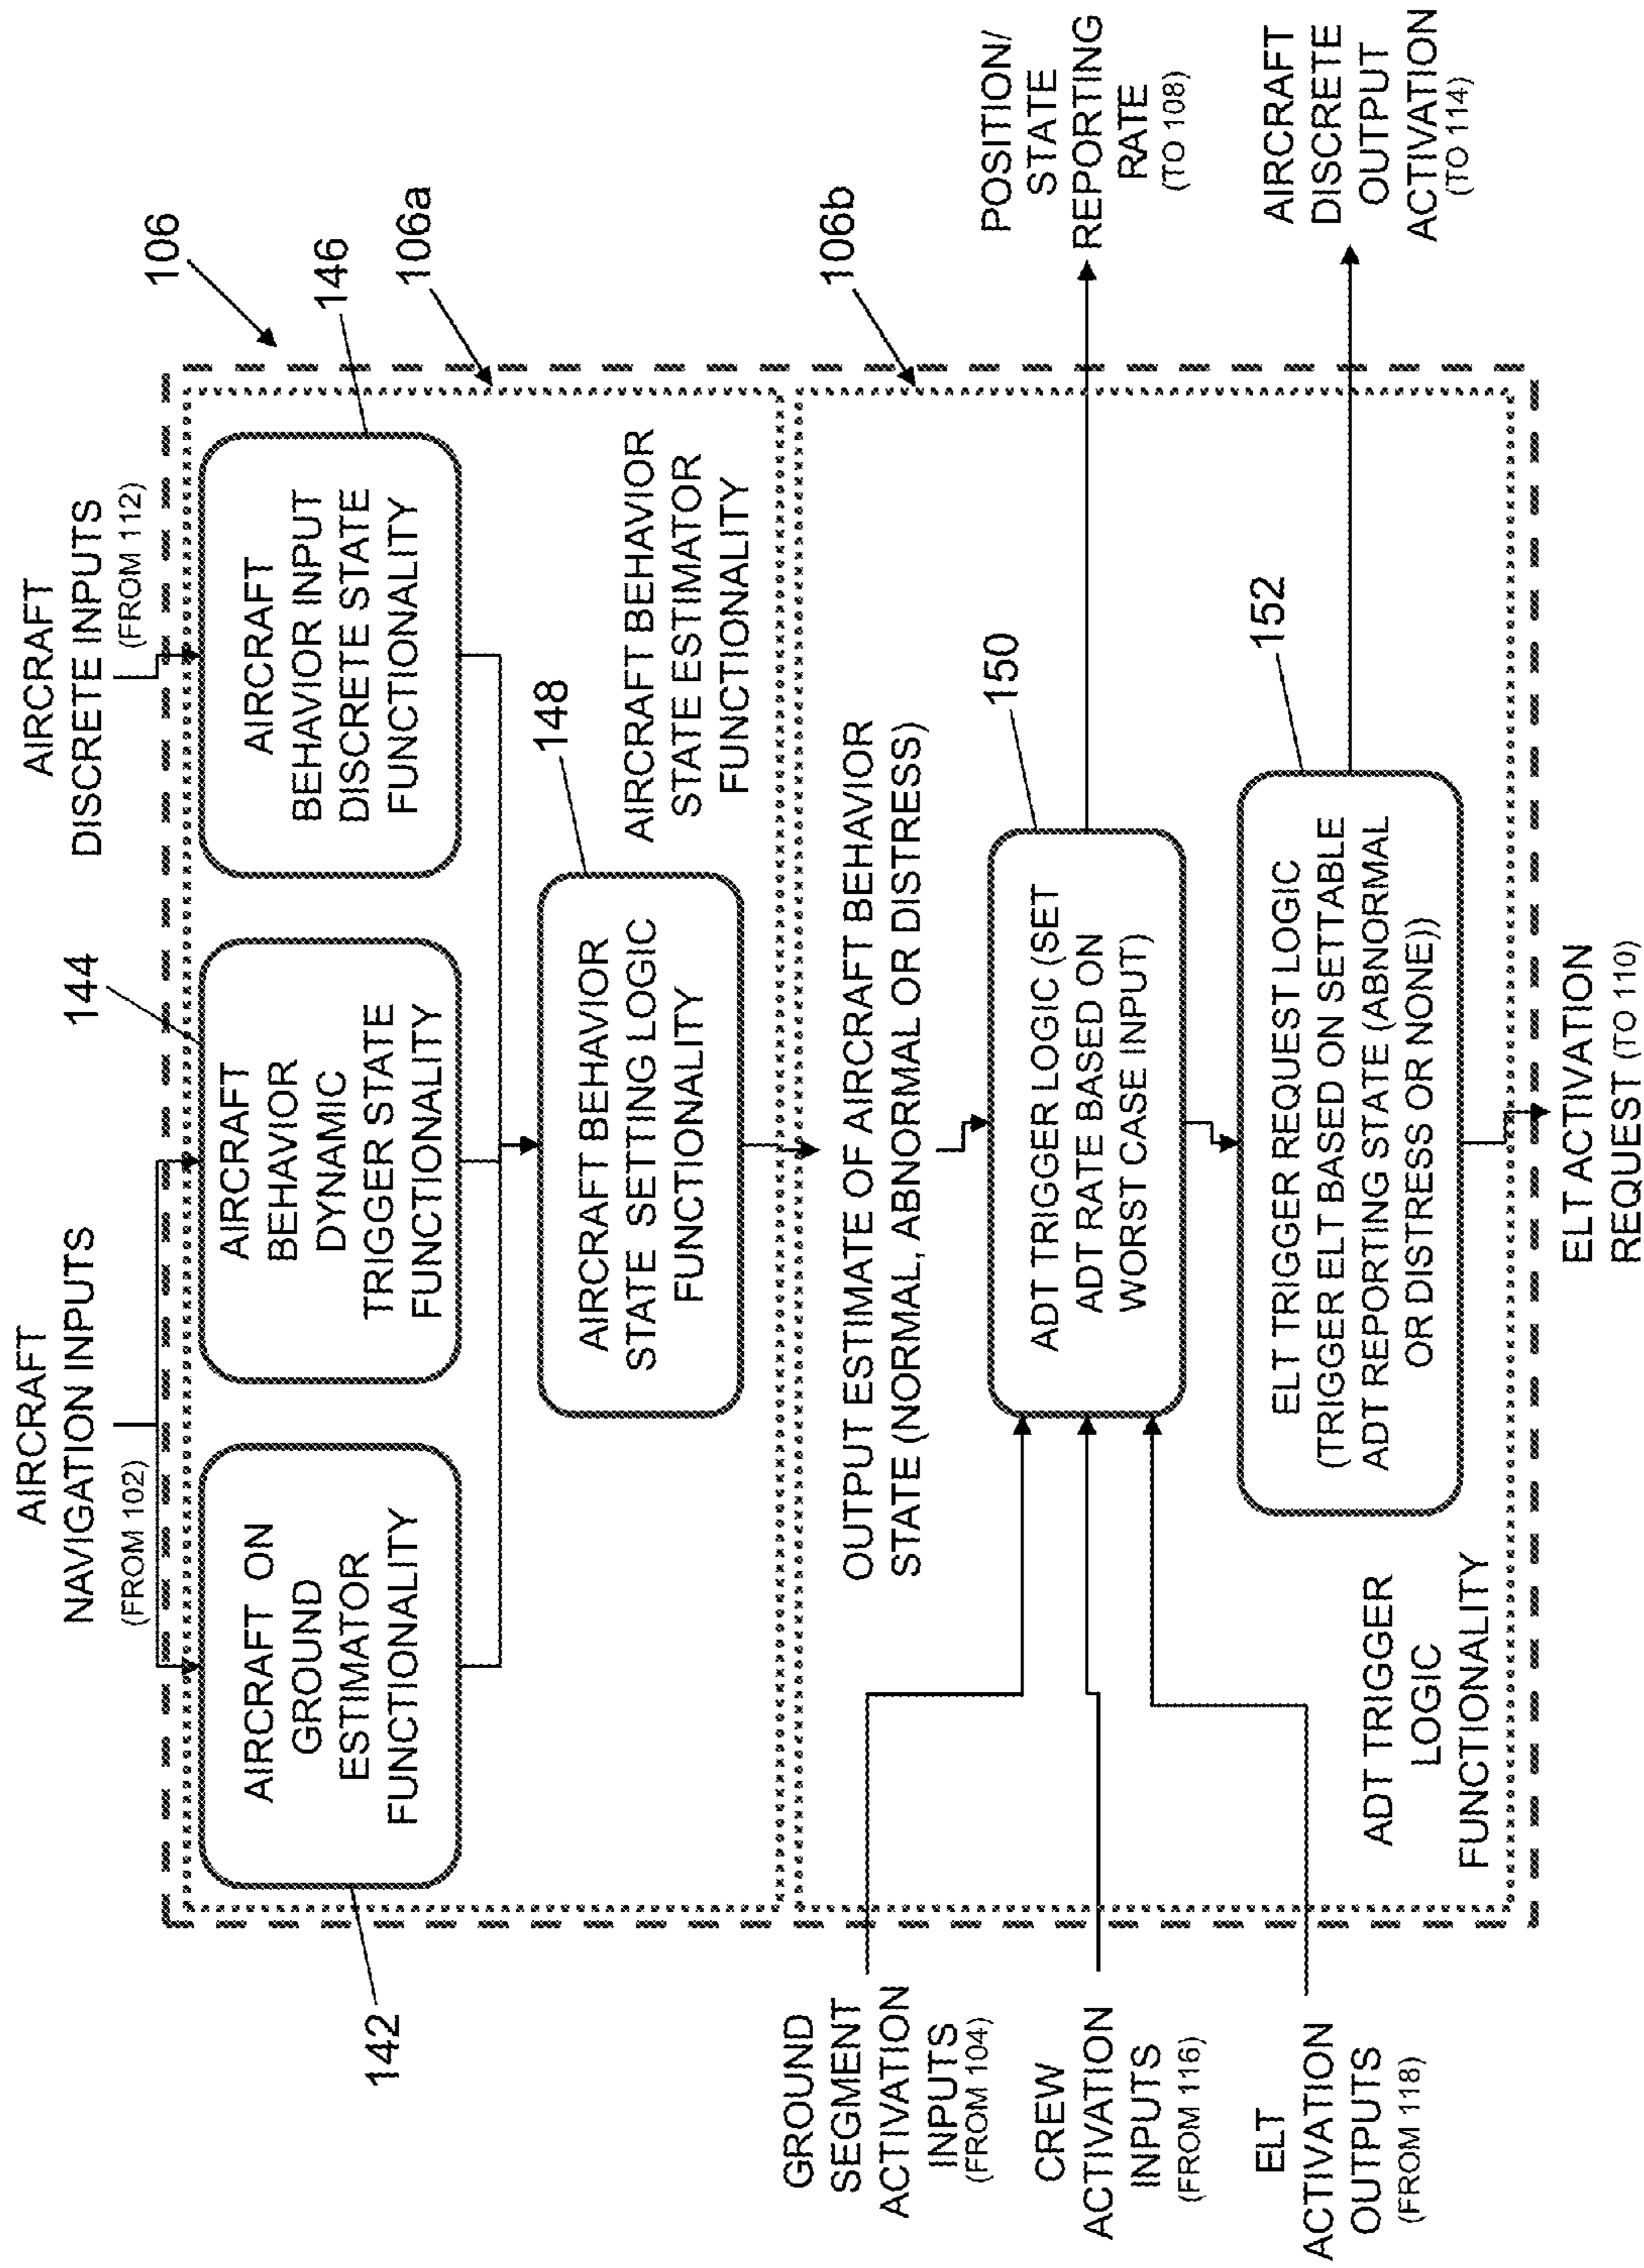 AIRCRAFT
NAVIGATION INPUTS
(FROM 102)
AIRCRAFT
DISCRETE INPUTS
(FROM 112)
144
106
146
106a
142
AIRCRAFT ON
GROUND
ESTIMATOR
FUNCTIONALITY
AIRCRAFT
BEHAVIOR
DYNAMIC
TRIGGER STATE
FUNCTIONALITY
AIRCRAFT
BEHAVIOR INPUT
DISCRETE STATE
FUNCTIONALITY
148
AIRCRAFT BEHAVIOR
STATE SETTING LOGIC
FUNCTIONALITY
AIRCRAFT BEHAVIOR
STATE ESTIMATOR
FUNCTIONALITY
106b
OUTPUT ESTIMATE OF AIRCRAFT BEHAVIOR
STATE (NORMAL, ABNORMAL OR DISTRESS)
GROUND
SEGMENT
ACTIVATION
INPUTS
(FROM 104)
CREW
ACTIVATION
INPUTS
(FROM 116)
ELT
ACTIVATION
OUTPUTS
(FROM 118)
150
ADT TRIGGER LOGIC (SET
ADT RATE BASED ON
WORST CASE INPUT)
POSITION/
STATE
REPORTING
RATE
(TO 108)
152
ELT TRIGGER REQUEST LOGIC
(TRIGGER ELT BASED ON SETTABLE
ADT REPORTING STATE (ABNORMAL
OR DISTRESS OR NONE))
AIRCRAFT
DISCRETE
OUTPUT
ACTIVATION
(TO 114)
ADT TRIGGER
LOGIC
FUNCTIONALITY
ELT ACTIVATION
REQUEST (TO 110)